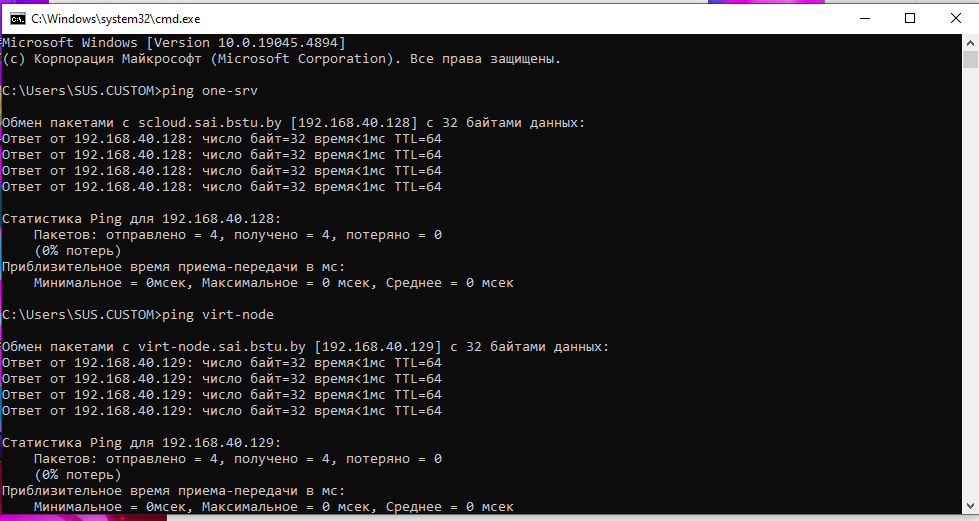 C:\Windows\system32\cmd.exe
Microsoft Windows [Version 10.0.19045.4894]
(c) Корпорация Майкрософт (Microsoft Corporation). Все права защищены.
C:\Users\SUS.CUSTOM>ping one-srv
Обмен пакетами с scloud.sai.bstu.by [192.168.40.128] с 32 байтами данных:
Ответ от 192.168.40.128: число байт=32 время<1мс TTL=64
Ответ от 192.168.40.128: число байт=32 время<1мс TTL=64
Ответ от 192.168.40.128: число байт=32 время<1мс TTL=64
Ответ от 192.168.40.128: число байт=32 время<1мс TTL=64
Статистика Ping для 192.168.40.128:
Пакетов: отправлено = 4, получено = 4, потеряно = 0
(0% потерь)
Приблизительное время приема-передачи в мс:
Минимальное = 0мсек, Максимальное = 0 мсек, Среднее = 0 мсек
C:\Users\SUS.CUSTOM>ping virt-node
Обмен пакетами с virt-node.sai.bstu.by [192.168.40.129] с 32 байтами данных:
Ответ от 192.168.40.129: число байт=32 время<1мс TTL=64
Ответ от 192.168.40.129: число байт=32 время<1мс TTL=64
Ответ от 192.168.40.129: число байт=32 время<1мс TTL=64
Ответ от 192.168.40.129: число байт=32 время<1мс TTL=64
Статистика Ping для 192.168.40.129:
Пакетов: отправлено = 4, получено = 4, потеряно = 0
(0% потерь)
Приблизительное время приема-передачи в мс:
Минимальное = 0мсек, Максимальное = 0 мсек, Среднее = 0 мсек